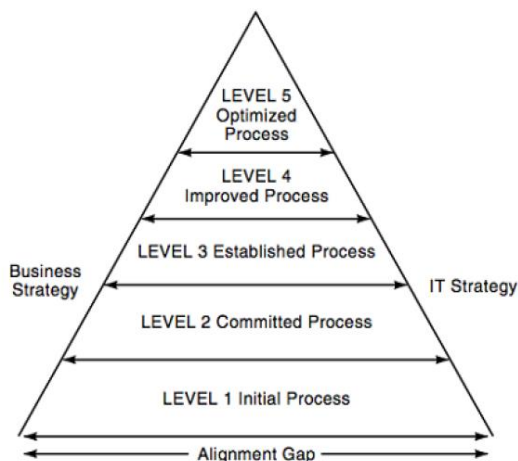 LEVEL 5
Optimized
Process
LEVEL 4
Improved Process
LEVEL 3 Established Process
Business
Strategy
IT Strategy
LEVEL 2 Committed Process
LEVEL 1 Initial Process
Alignment Gap